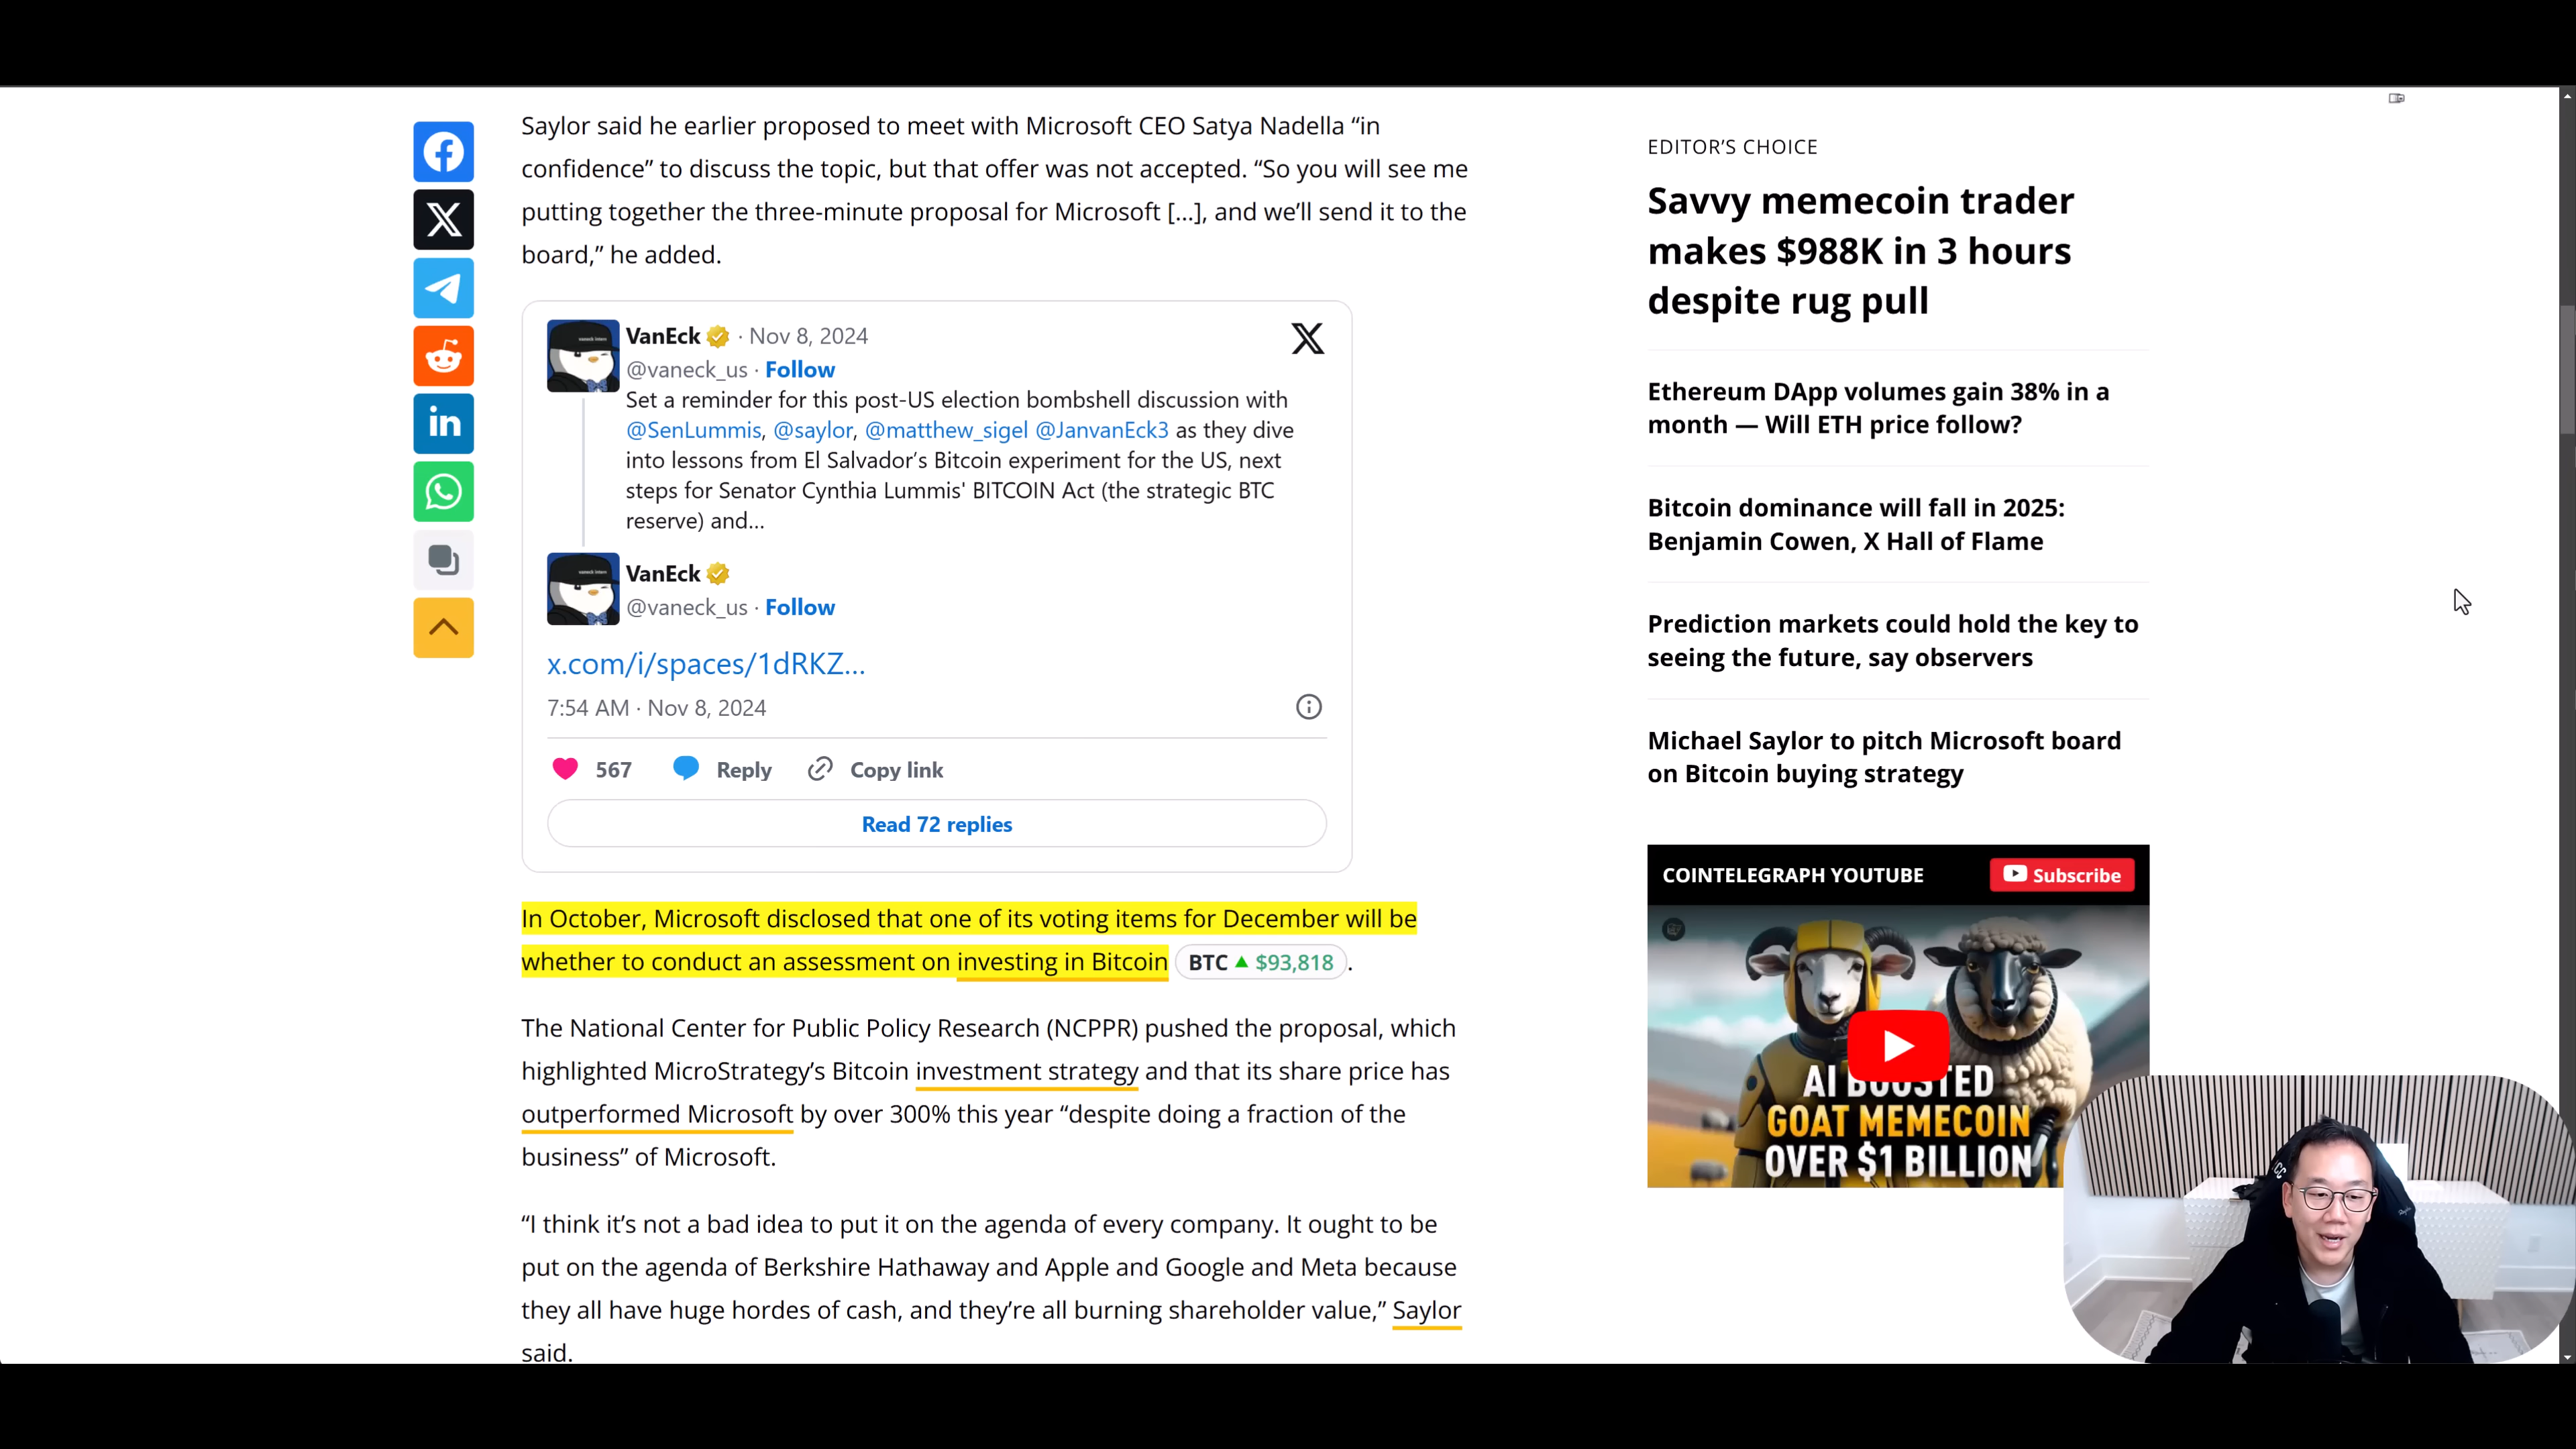 Saylor said he earlier proposed to meet with Microsoft CEO Satya Nadella “in
confidence” to discuss the topic, but that offer was not accepted. “So you will see me
putting together the three-minute proposal for Microsoft [...], and we’ll send it to the
board,” he added.
VanEck · Nov 8, 2024
@vaneck_us · Follow
Set a reminder for this post-US election bombshell discussion with
@SenLummis, @saylor, @matthew_sigel @JanvanEck3 as they dive
into lessons from El Salvador’s Bitcoin experiment for the US, next
steps for Senator Cynthia Lummis' BITCOIN Act (the strategic BTC
reserve) and...
VanEck
@vaneck_us · Follow
x.com/i/spaces/1dRKZ...
7:54 AM · Nov 8, 2024
567 Reply Copy link
Read 72 replies
In October, Microsoft disclosed that one of its voting items for December will be
whether to conduct an assessment on investing in Bitcoin BTC ▲ $93,818 .
The National Center for Public Policy Research (NCPPR) pushed the proposal, which
highlighted MicroStrategy’s Bitcoin investment strategy and that its share price has
outperformed Microsoft by over 300% this year “despite doing a fraction of the
business” of Microsoft.
“I think it’s not a bad idea to put it on the agenda of every company. It ought to be
put on the agenda of Berkshire Hathaway and Apple and Google and Meta because
they all have huge hordes of cash, and they’re all burning shareholder value,” Saylor
said.
EDITOR’S CHOICE
Savvy memecoin trader
makes $988K in 3 hours
despite rug pull
Ethereum DApp volumes gain 38% in a
month — Will ETH price follow?
Bitcoin dominance will fall in 2025:
Benjamin Cowen, X Hall of Flame
Prediction markets could hold the key to
seeing the future, say observers
Michael Saylor to pitch Microsoft board
on Bitcoin buying strategy
COINTELEGRAPH YOUTUBE Subscribe
AI BOOSTED
GOAT MEMECOIN
OVER $1 BILLION